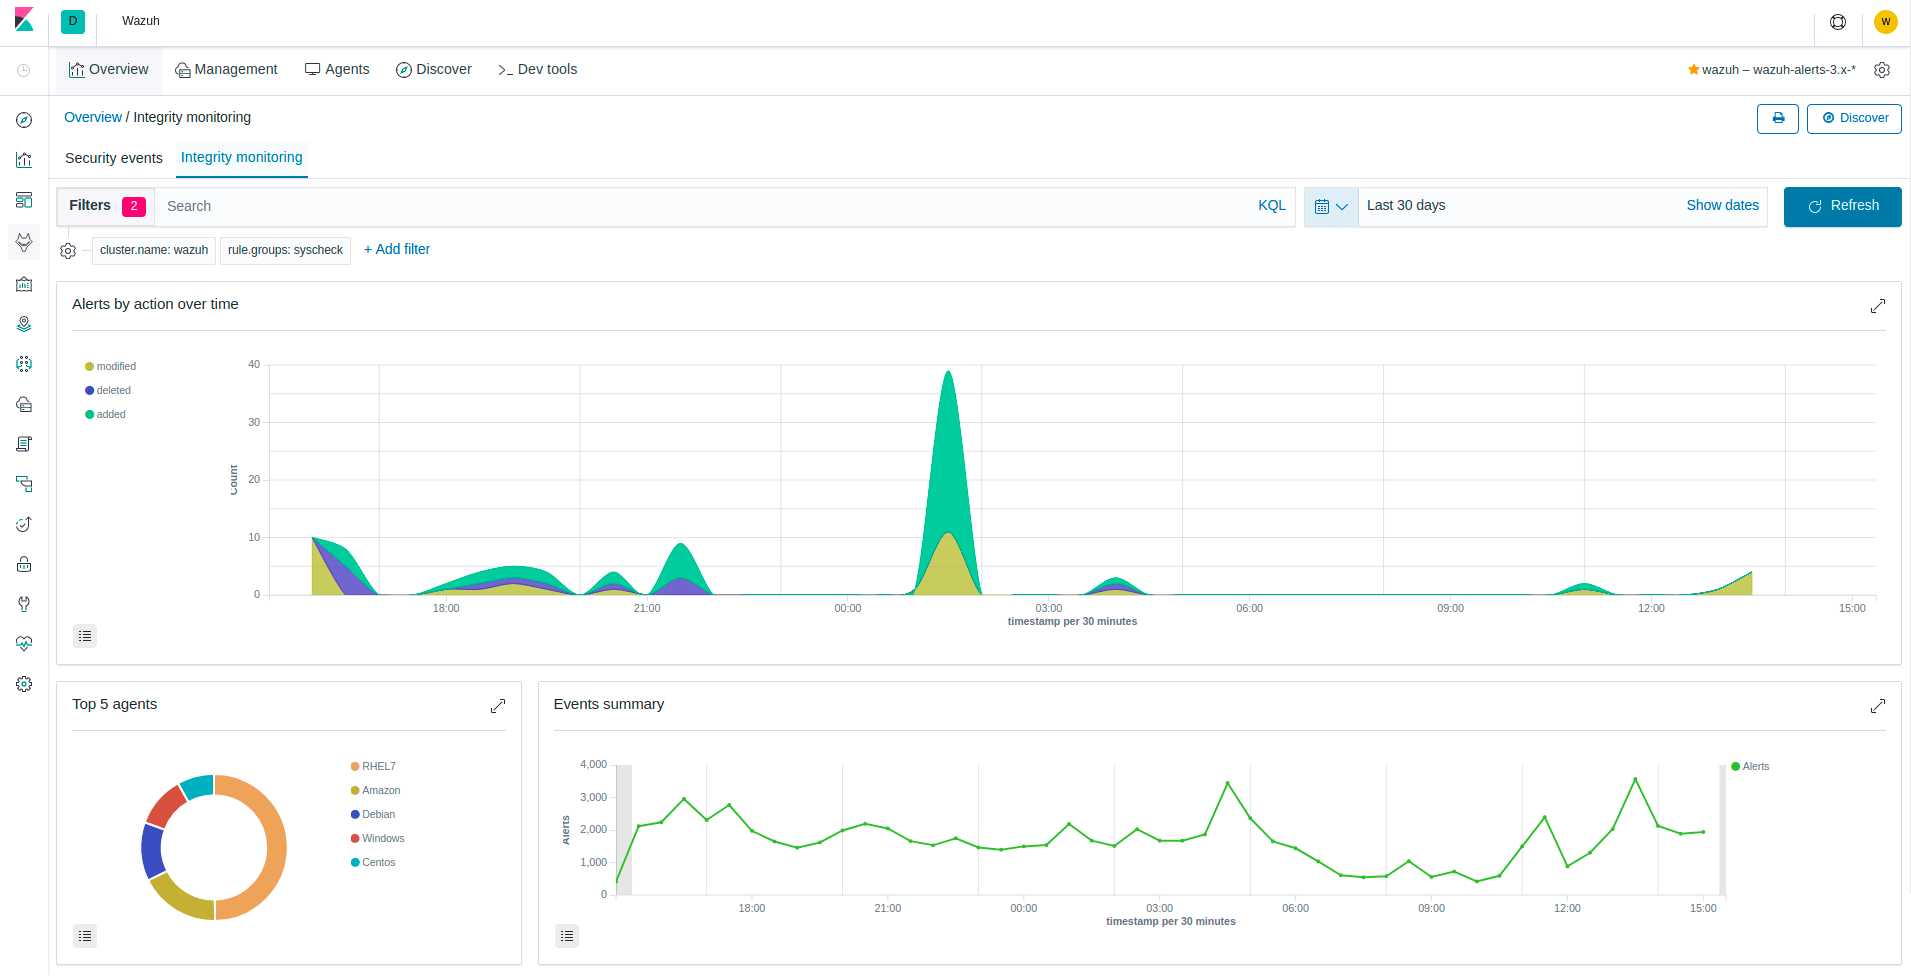 D Wazuh W
Overview Management Agents Discover Dev tools wazuh – wazuh-alerts-3.x-*
Overview / Integrity monitoring Discover
Security events Integrity monitoring
Filters 2 Search KQL Last 30 days Show dates Refresh
cluster.name: wazuh rule.groups: syscheck + Add filter
Alerts by action over time
modified
deleted
added
Count
40
30
20
10
0
18:00 21:00 00:00 03:00 06:00 09:00 12:00 15:00
timestamp per 30 minutes
Top 5 agents
RHEL7
Amazon
Debian
Windows
Centos
Events summary
Alerts
4,000
3,000
2,000
1,000
0
18:00 21:00 00:00 03:00 06:00 09:00 12:00 15:00
timestamp per 30 minutes
Alerts